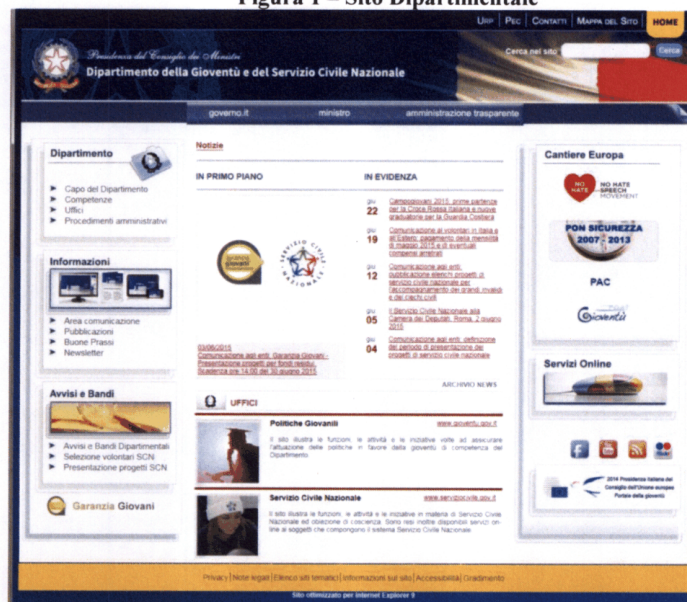 Figura 1 – Sito Dipartimentale
URP | PEC | CONTATTI | MAPPA DEL SITO | HOME
Presidenza del Consiglio dei Ministri
Dipartimento della Gioventù e del Servizio Civile Nazionale
Cerca nel sito
Cerca
governo.it
ministro
amministrazione trasparente
Dipartimento
Capo del Dipartimento
Competenze
Uffici
Procedimenti amministrativi
Informazioni
Area comunicazione
Pubblicazioni
Buone Prassi
Newsletter
Avvisi e Bandi
Avvisi e Bandi Dipartimentali
Selezione volontari SCN
Presentazione progetti SCN
Garanzia Giovani
Notizie
IN PRIMO PIANO
garanzia
giovani
SERVIZIO CIVILE NAZIONALE
03/06/2015
Comunicazione agli enti: Garanzia Giovani -
Presentazione progetti per fondi residui.
Scadenza ore 14:00 del 30 giugno 2015
IN EVIDENZA
giu
22
Campogiovani 2015: prime partenze
per la Croce Rossa Italiana e nuove
graduatorie per la Guardia Costiera
giu
19
Comunicazione ai volontari in Italia e
all'Estero: pagamento della mensilità
di maggio 2015 e di eventuali
compensi arretrati
giu
12
Comunicazione agli enti:
pubblicazione elenchi progetti di
servizio civile nazionale per
l'accompagnamento dei grandi invalidi
e dei ciechi civili
giu
05
Il Servizio Civile Nazionale alla
Camera dei Deputati, Roma, 2 giugno
2015
giu
04
Comunicazione agli enti: definizione
del periodo di presentazione dei
progetti di servizio civile nazionale
ARCHIVIO NEWS
UFFICI
Politiche Giovanili
www.gioventu.gov.it
Il sito illustra le funzioni, le attività e le iniziative volte ad assicurare
l'attuazione delle politiche in favore della gioventù di competenza del
Dipartimento
Servizio Civile Nazionale
www.serviziocivile.gov.it
Il sito illustra le funzioni, le attività e le iniziative in materia di Servizio Civile
Nazionale ed obiezione di coscienza. Sono resi inoltre disponibili servizi on-
line ai soggetti che compongono il sistema Servizio Civile Nazionale
Cantiere Europa
NO
HATE
NO HATE
SPEECH
MOVEMENT
PON SICUREZZA
2007 - 2013
PAC
Gioventù
Servizi Online
You
Tube
flickr
2014 Presidenza Italiana del
Consiglio dell'Unione europea
Portale della gioventù
Privacy | Note legali | Elenco siti tematici | Informazioni sul sito | Accessibilità | Gradimento
Sito ottimizzato per Internet Explorer 9